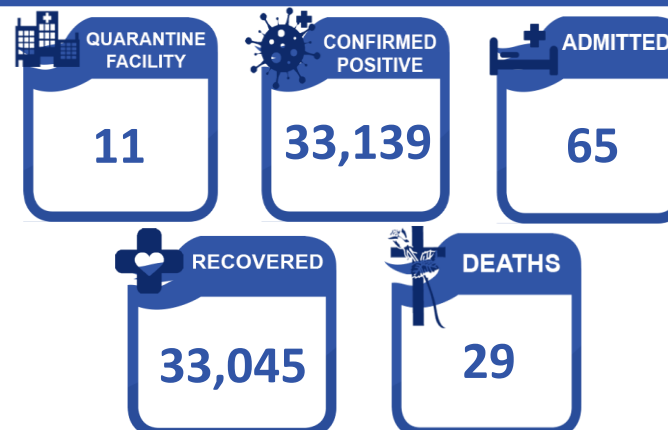 QUARANTINE
FACILITY
11
CONFIRMED
POSITIVE
33,139
ADMITTED
65
RECOVERED
33,045
DEATHS
29